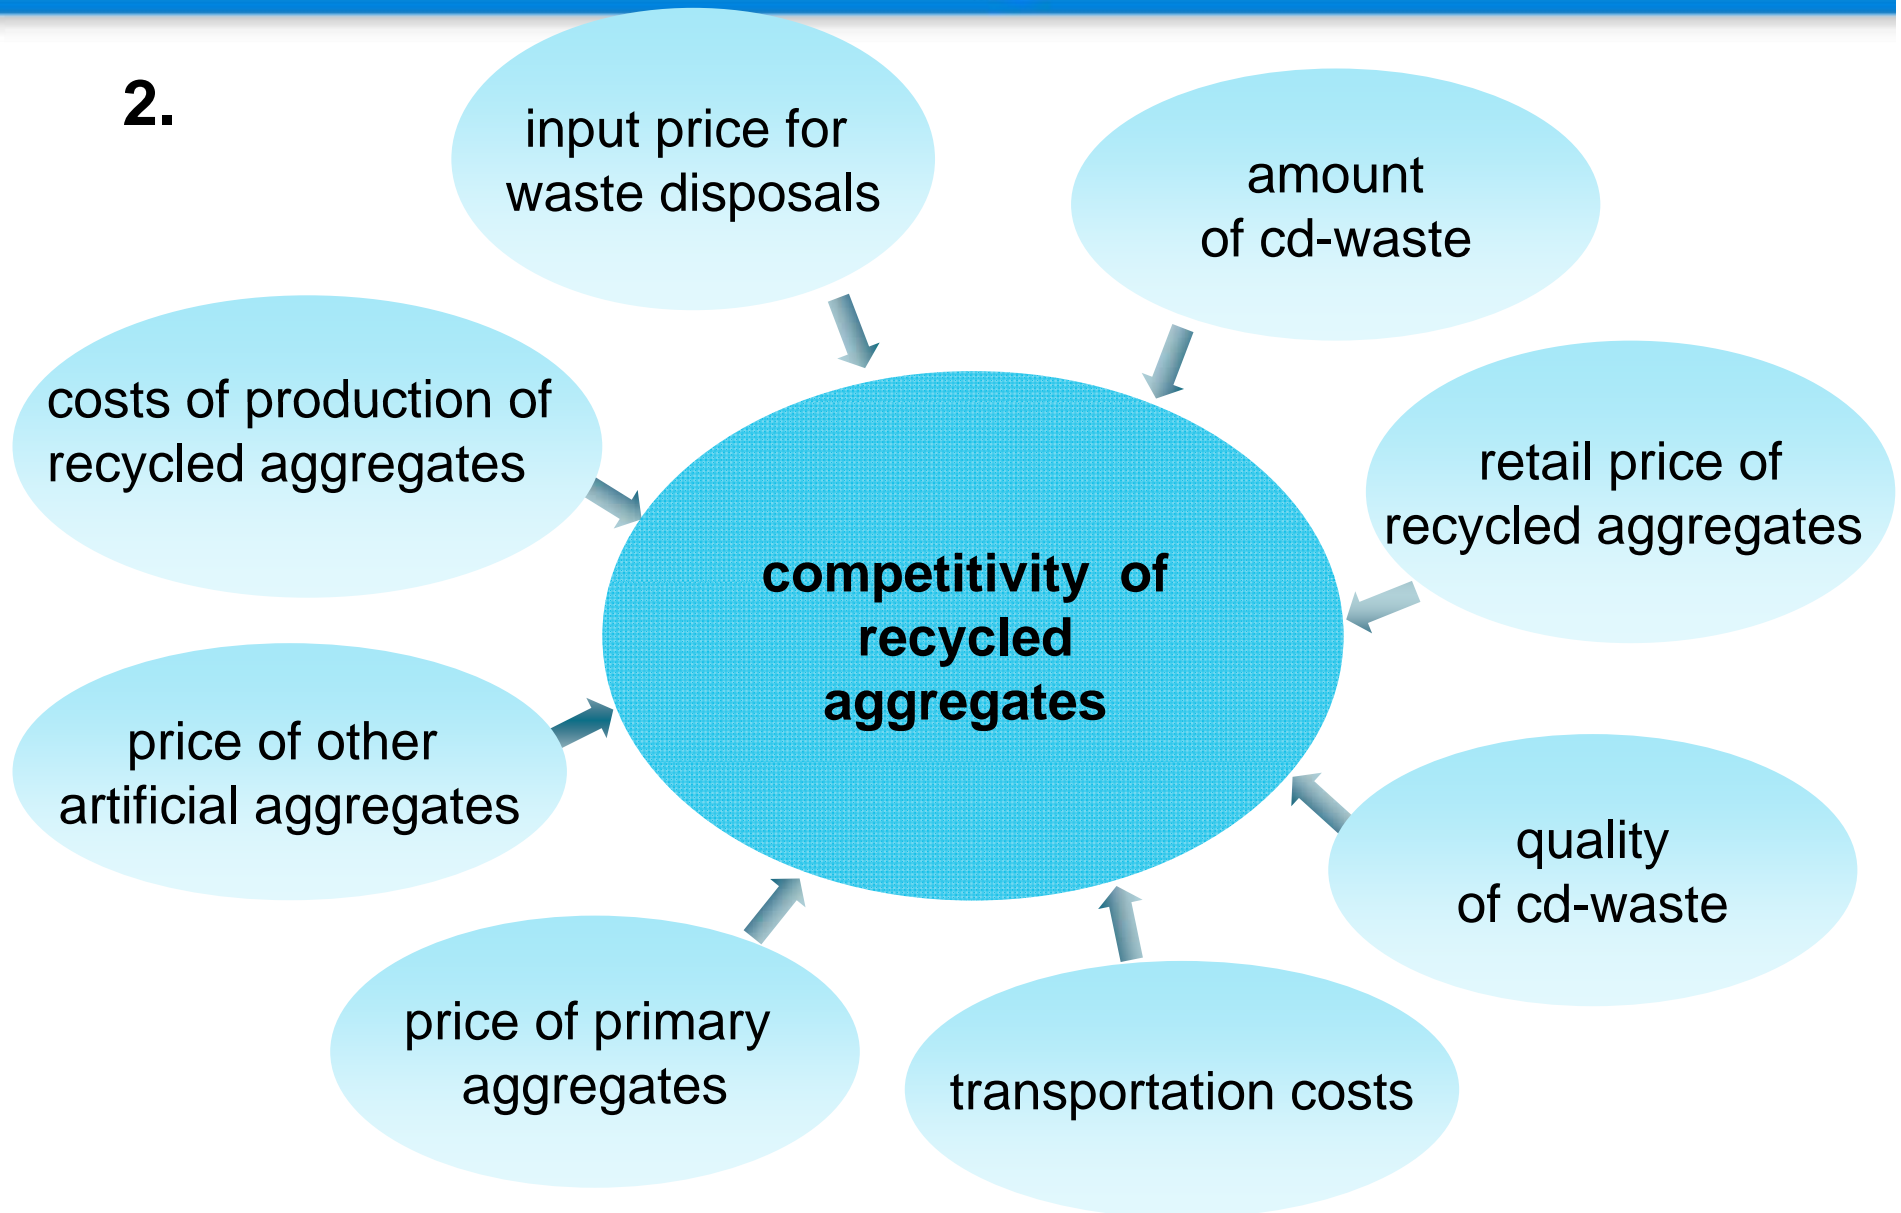 2.
input price for
waste disposals
amount
of cd-waste
costs of production of
recycled aggregates
retail price of
recycled aggregates
competitivity of
recycled
aggregates
price of other
artificial aggregates
quality
of cd-waste
price of primary
aggregates
transportation costs